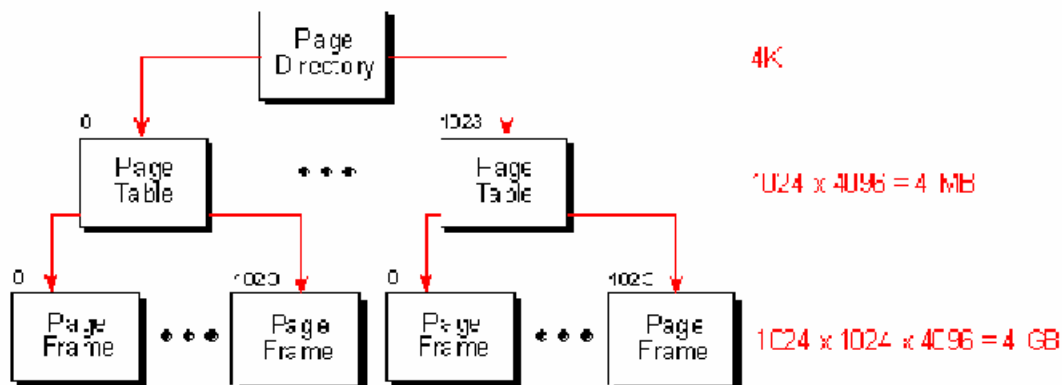 Page
Directory
4K
0
1023
Page
Table
Page
Table
1024 x 4096 = 4 MB
0
1023
0
1023
Page
Frame
Page
Frame
Page
Frame
Page
Frame
1024 x 1024 x 4096 = 4 GB